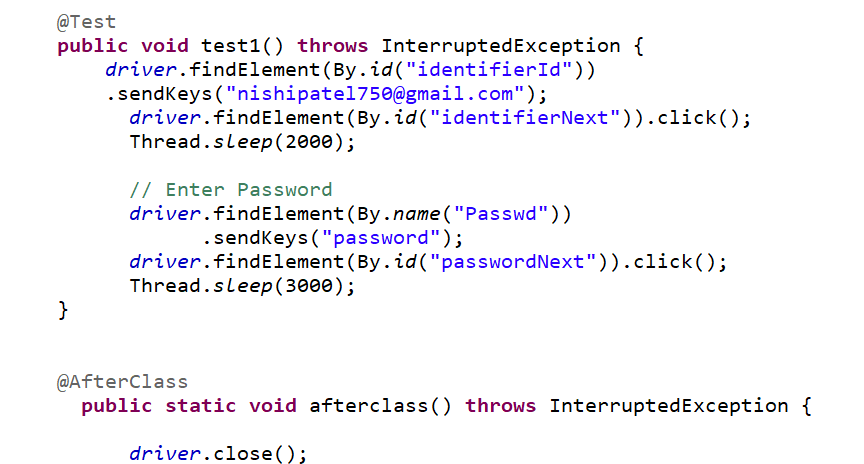 @Test
public void test1() throws InterruptedException {
driver.findElement(By.id("identifierId"))
.sendKeys("nishipatel750@gmail.com");
driver.findElement(By.id("identifierNext")).click();
Thread.sleep(2000);
// Enter Password
driver.findElement(By.name("Passwd"))
.sendKeys("password");
driver.findElement(By.id("passwordNext")).click();
Thread.sleep(3000);
}
@AfterClass
public static void afterclass() throws InterruptedException {
driver.close();